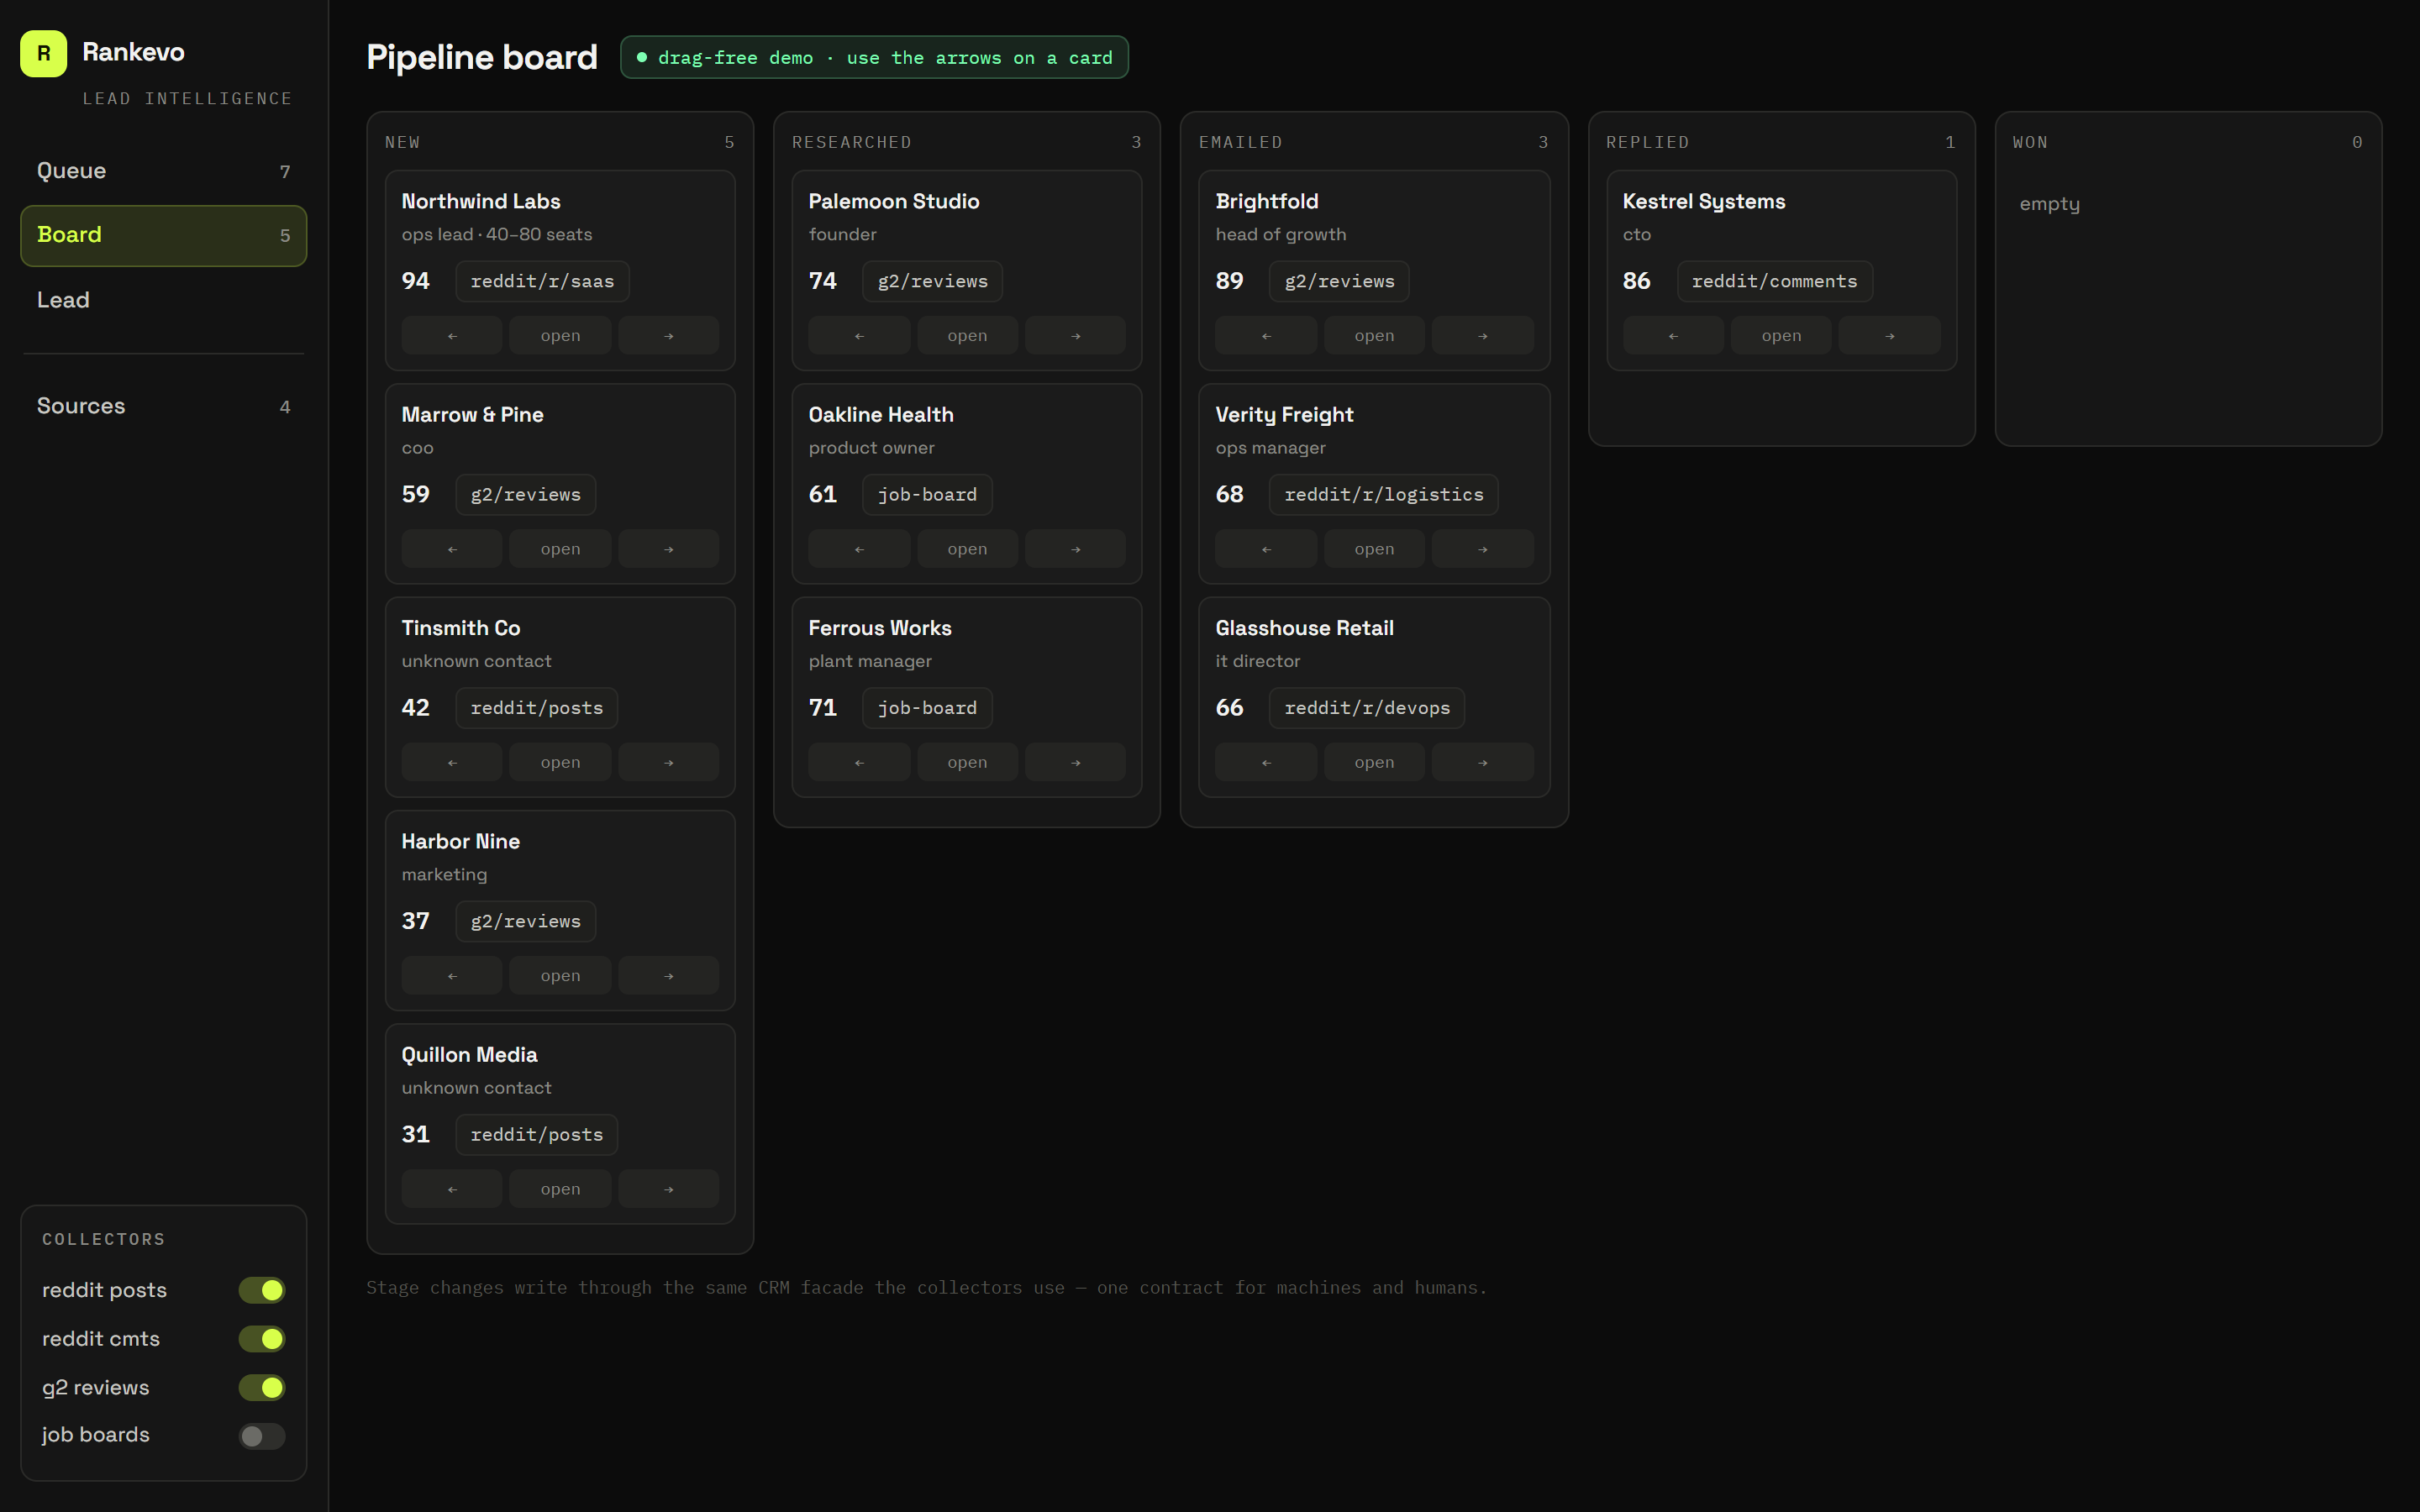 R Rankevo
LEAD INTELLIGENCE
Queue 7
Board 5
Lead
Sources 4
COLLECTORS
reddit posts
reddit cmts
g2 reviews
job boards
Pipeline board
drag-free demo · use the arrows on a card
NEW 5
Northwind Labs
ops lead · 40–80 seats
94 reddit/r/saas
← open →
Marrow & Pine
coo
59 g2/reviews
← open →
Tinsmith Co
unknown contact
42 reddit/posts
← open →
Harbor Nine
marketing
37 g2/reviews
← open →
Quillon Media
unknown contact
31 reddit/posts
← open →
RESEARCHED 3
Palemoon Studio
founder
74 g2/reviews
← open →
Oakline Health
product owner
61 job-board
← open →
Ferrous Works
plant manager
71 job-board
← open →
EMAILED 3
Brightfold
head of growth
89 g2/reviews
← open →
Verity Freight
ops manager
68 reddit/r/logistics
← open →
Glasshouse Retail
it director
66 reddit/r/devops
← open →
REPLIED 1
Kestrel Systems
cto
86 reddit/comments
← open →
WON 0
empty
Stage changes write through the same CRM facade the collectors use — one contract for machines and humans.